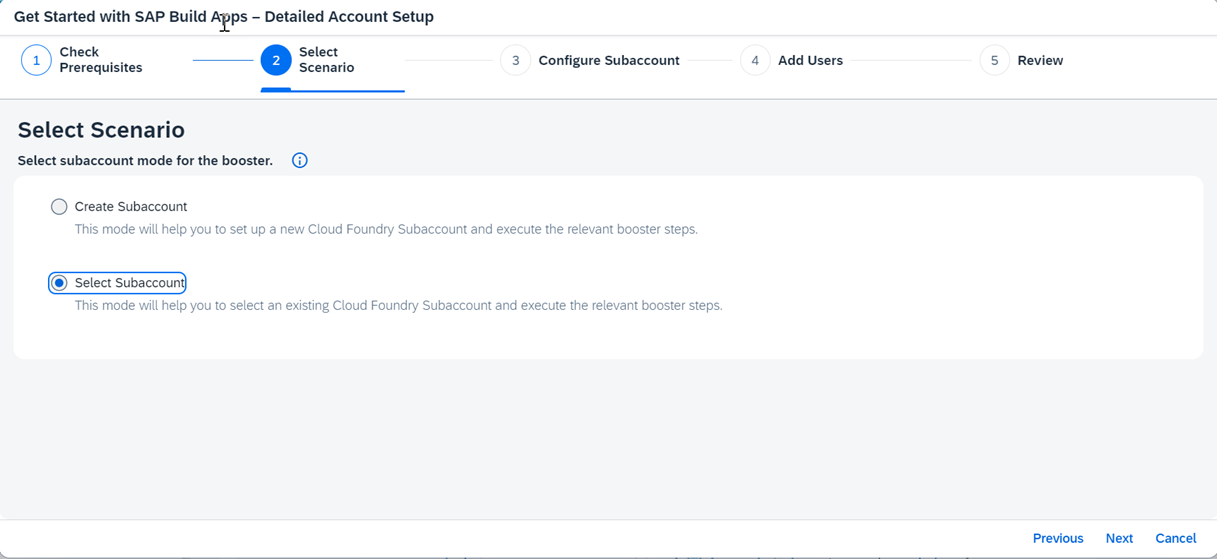 Get Started with SAP Build Apps – Detailed Account Setup
1 Check Prerequisites
2 Select Scenario
3 Configure Subaccount
4 Add Users
5 Review
Select Scenario
Select subaccount mode for the booster.
Create Subaccount
This mode will help you to set up a new Cloud Foundry Subaccount and execute the relevant booster steps.
Select Subaccount
This mode will help you to select an existing Cloud Foundry Subaccount and execute the relevant booster steps.
Previous Next Cancel